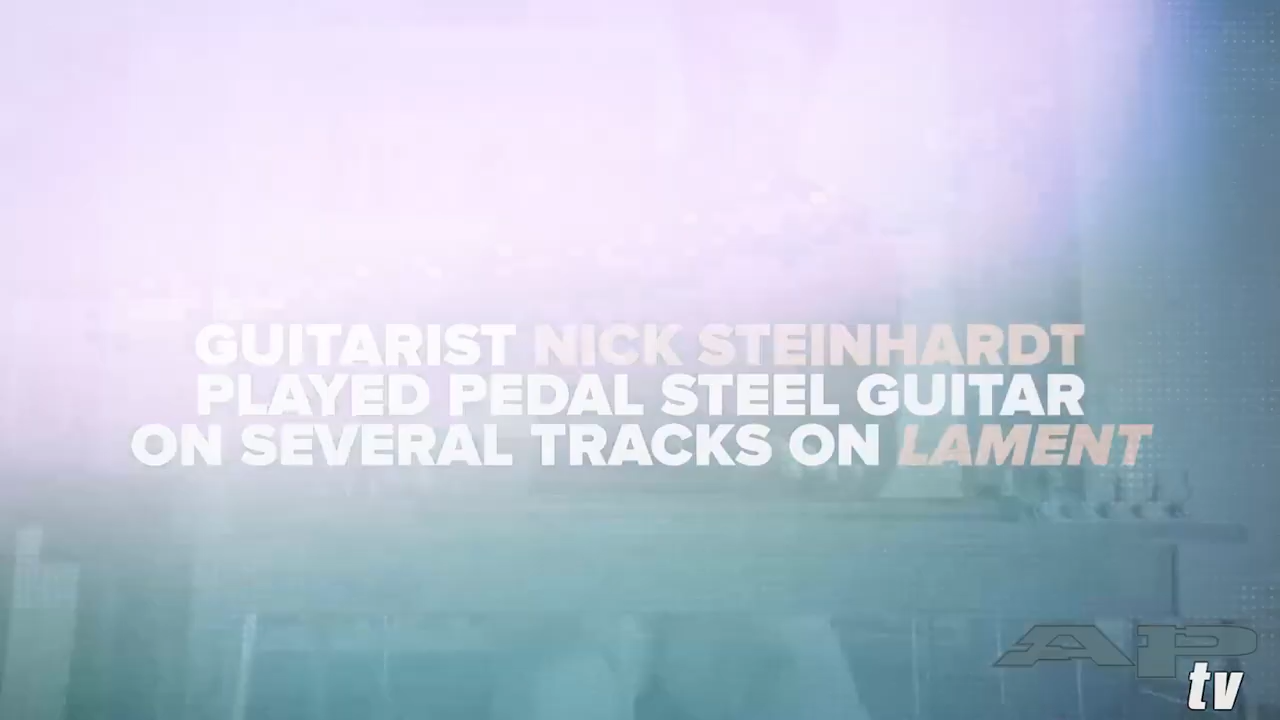 GUITARIST NICK STEINHARDT
PLAYED PEDAL STEEL GUITAR
ON SEVERAL TRACKS ON LAMENT
AP
tv